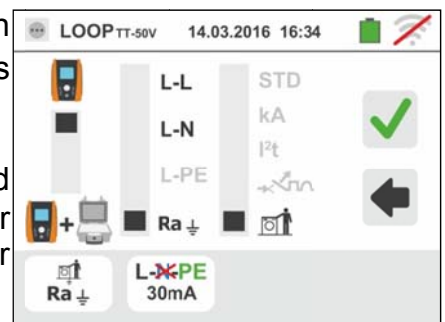 n
s
d
r
r
LOOP TT-50V 14.03.2016 16:34
L-L STD
L-N kA
I²t
L-PE
Ra
Ra
L-N-PE
30mA